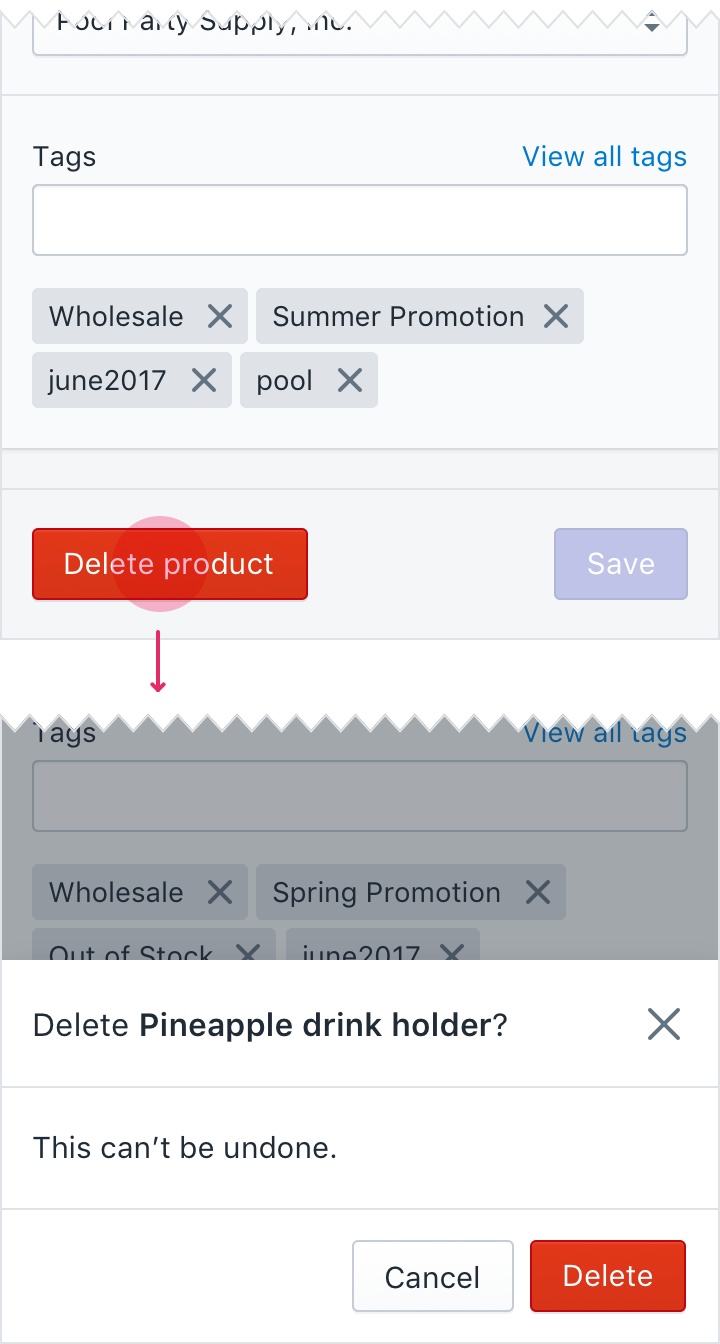 Pool Party Supply, Inc.
Tags View all tags
Wholesale Summer Promotion
june2017 pool
Delete product Save
Tags View all tags
Wholesale Spring Promotion
Out of Stock june2017
Delete Pineapple drink holder?
This can’t be undone.
Cancel Delete